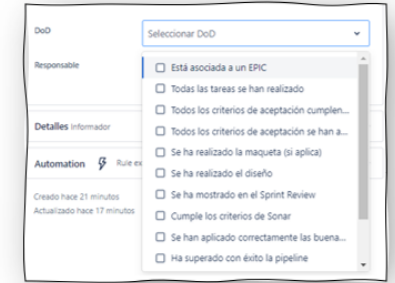 DoD
Seleccionar DoD
Responsable
Está asociada a un EPIC
Todas las tareas se han realizado
Todos los criterios de aceptación cumplen...
Todos los criterios de aceptación se han a...
Detalles Informador
Se ha realizado la maqueta (si aplica)
Automation Rule ex
Se ha realizado el diseño
Creado hace 21 minutos
Se ha mostrado en el Sprint Review
Actualizado hace 17 minutos
Cumple los criterios de Sonar
Se han aplicado correctamente las buena...
Ha superado con éxito la pipeline